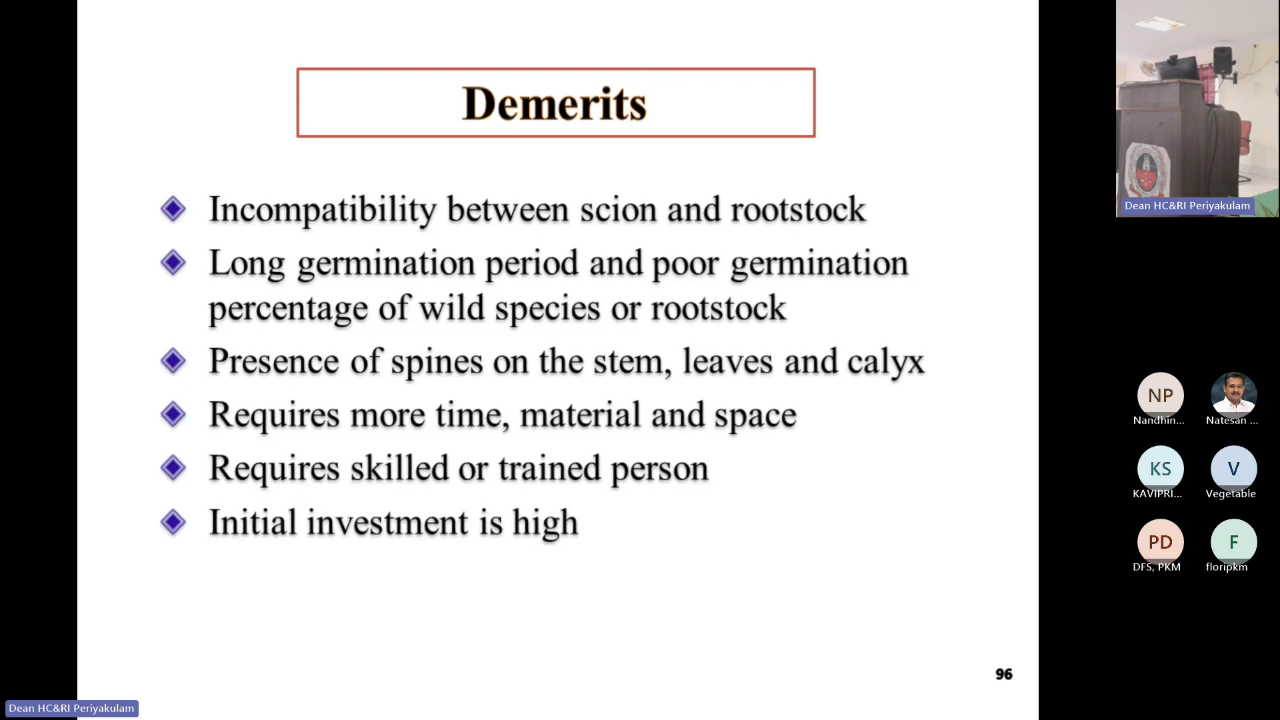 Demerits
Incompatibility between scion and rootstock
Long germination period and poor germination
percentage of wild species or rootstock
Presence of spines on the stem, leaves and calyx
Requires more time, material and space
Requires skilled or trained person
Initial investment is high
96
Dean HC&RI Periyakulam
Dean HC&RI Periyakulam
NP
Nandhin...
Natesan ...
KS
KAVIPRI...
V
Vegetable
PD
DFS, PKM
F
floripkm